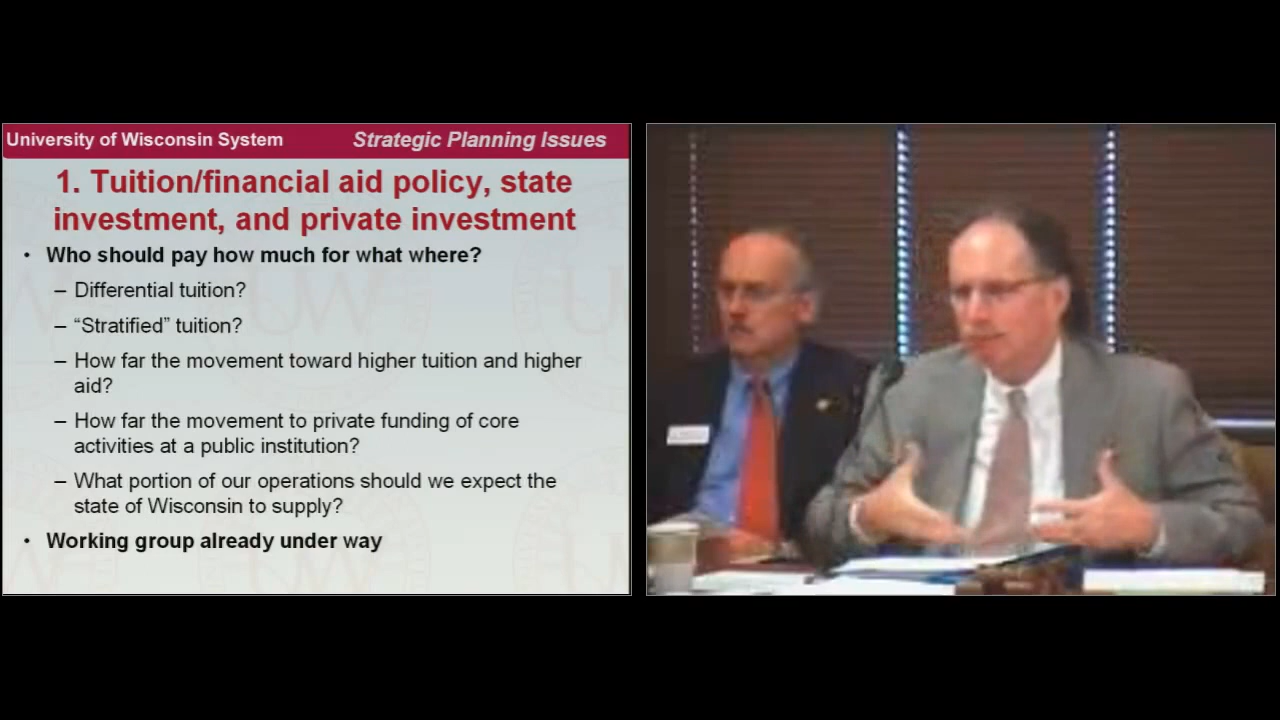 University of Wisconsin System Strategic Planning Issues
1. Tuition/financial aid policy, state
investment, and private investment
• Who should pay how much for what where?
– Differential tuition?
– “Stratified” tuition?
– How far the movement toward higher tuition and higher
aid?
– How far the movement to private funding of core
activities at a public institution?
– What portion of our operations should we expect the
state of Wisconsin to supply?
• Working group already under way